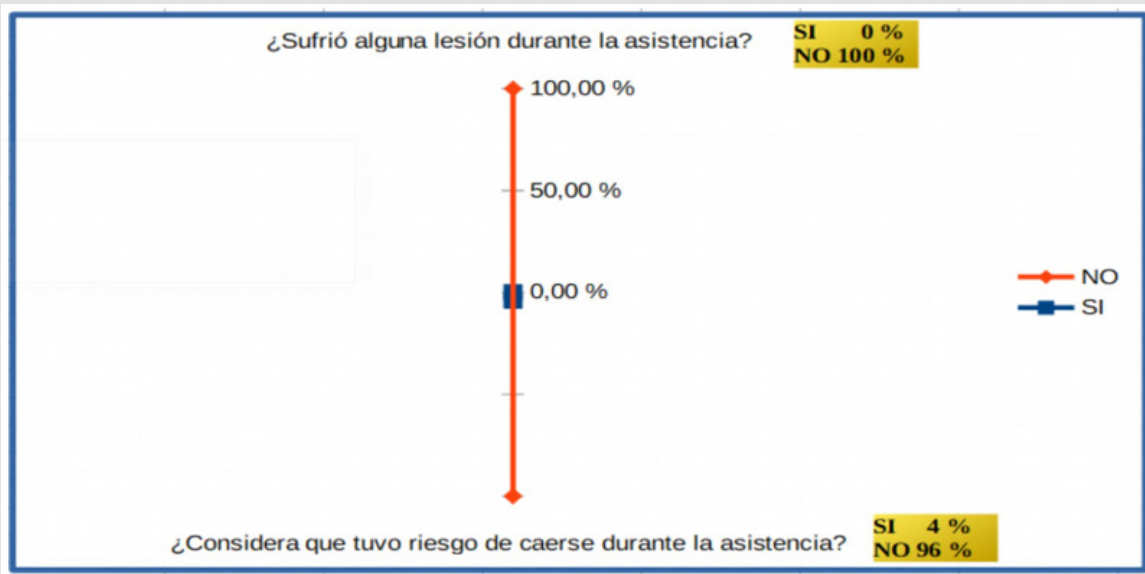 ¿Sufrió alguna lesión durante la asistencia?
SI 0 %
NO 100 %
100,00 %
50,00 %
0,00 %
NO
SI
¿Considera que tuvo riesgo de caerse durante la asistencia?
SI 4 %
NO 96 %